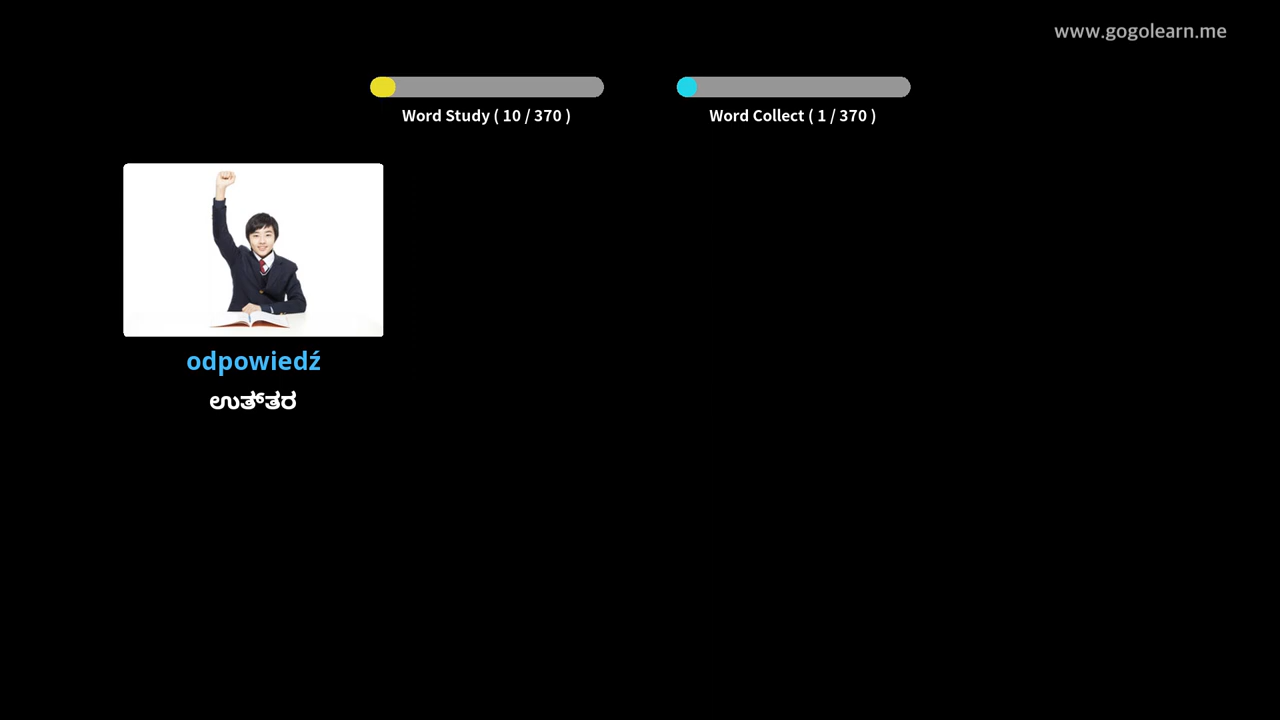 www.gogolearn.me
Word Study ( 10 / 370 )
Word Collect ( 1 / 370 )
odpowiedź
ಉತ್ತರ